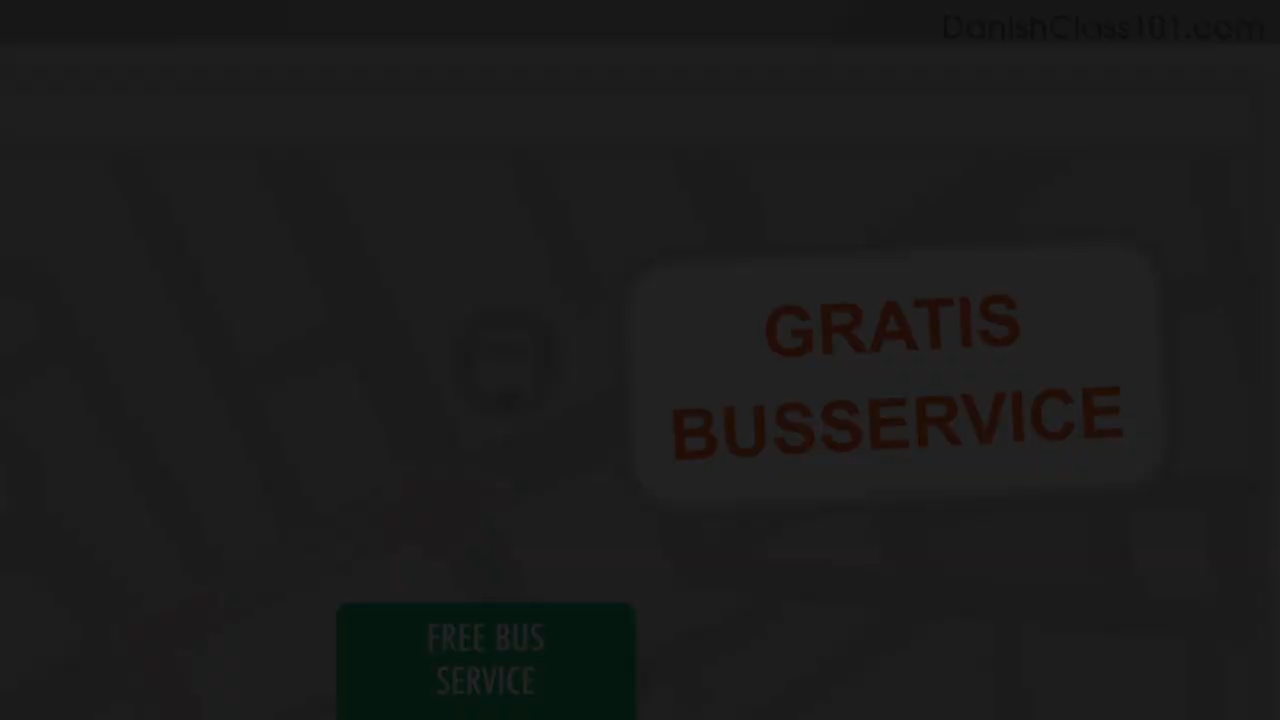 DanishClass101.com
GRATIS
BUSSERVICE
FREE BUS
SERVICE